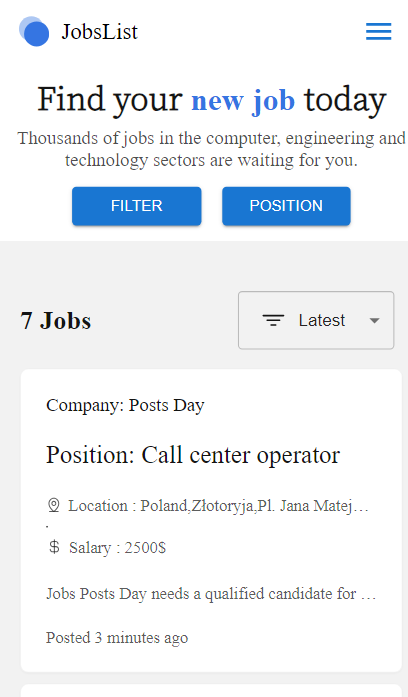 JobsList
Find your new job today
Thousands of jobs in the computer, engineering and
technology sectors are waiting for you.
FILTER
POSITION
7 Jobs
Latest
Company: Posts Day
Position: Call center operator
Location : Poland,Złotoryja,Pl. Jana Matej…
.
Salary : 2500$
Jobs Posts Day needs a qualified candidate for …
Posted 3 minutes ago